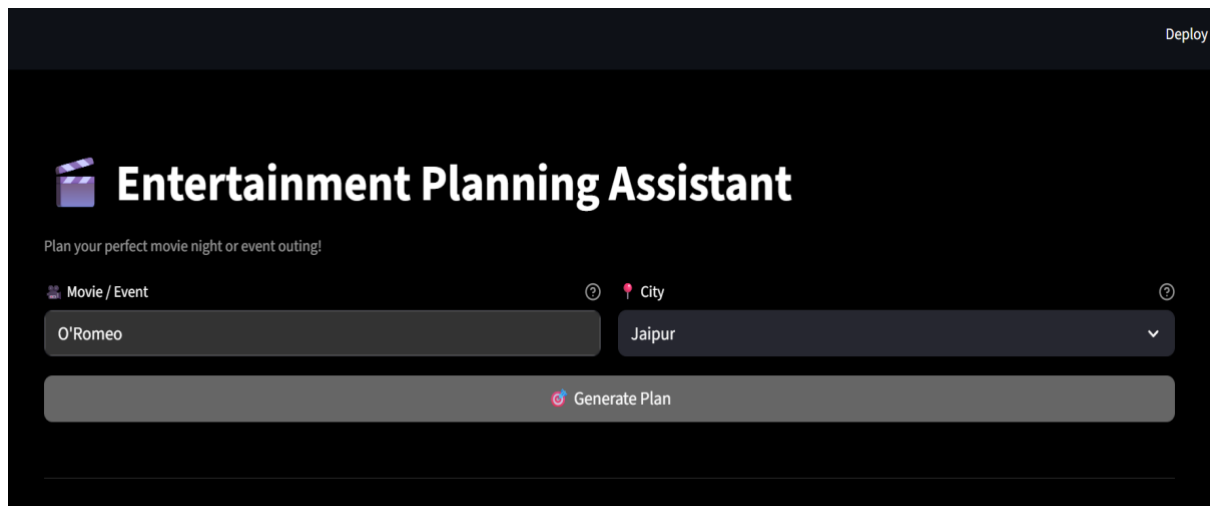 Deploy
Entertainment Planning Assistant
Plan your perfect movie night or event outing!
Movie / Event
City
O'Romeo
Jaipur
Generate Plan